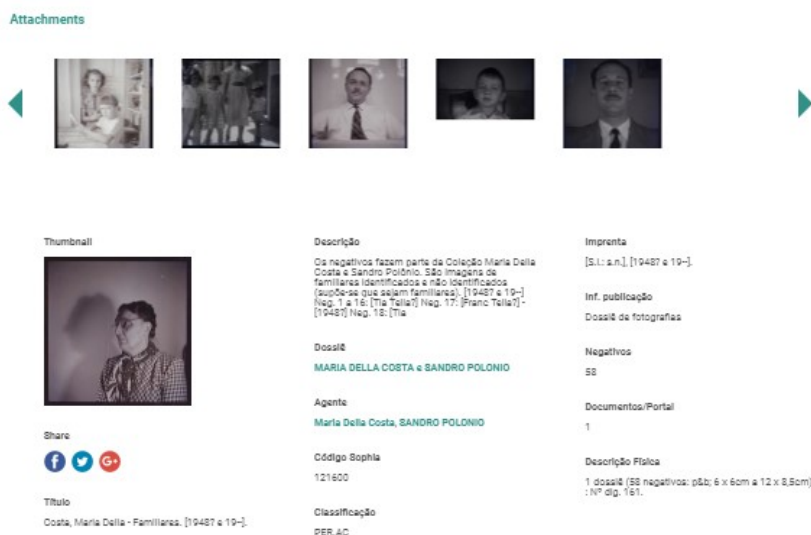 Attachments
Thumbnail
Share
Título
Costa, Maria Della - Familiares. [1948? e 19--].
Descrição
Os negativos fazem parte da Coleção Maria Della
Costa e Sandro Polônio. São imagens de
familiares identificados e não identificados
(supõe-se que sejam familiares). [1948? e 19--]
Neg. 1 a 16: [Tia Tella?] Neg. 17: [Franc Tella?] -
[1948?] Neg. 18: [Tia
Dossiê
MARIA DELLA COSTA e SANDRO POLONIO
Agente
Maria Della Costa, SANDRO POLONIO
Código Sophia
121600
Classificação
PER.AC
Imprenta
[S.l.: s.n.], [1948? e 19--].
Inf. publicação
Dossiê de fotografias
Negativos
58
Documentos/Portal
1
Descrição Física
1 dossiê (58 negativos: p&b; 6 x 6cm e 12 x 8,5cm)
: Nº dig. 161.